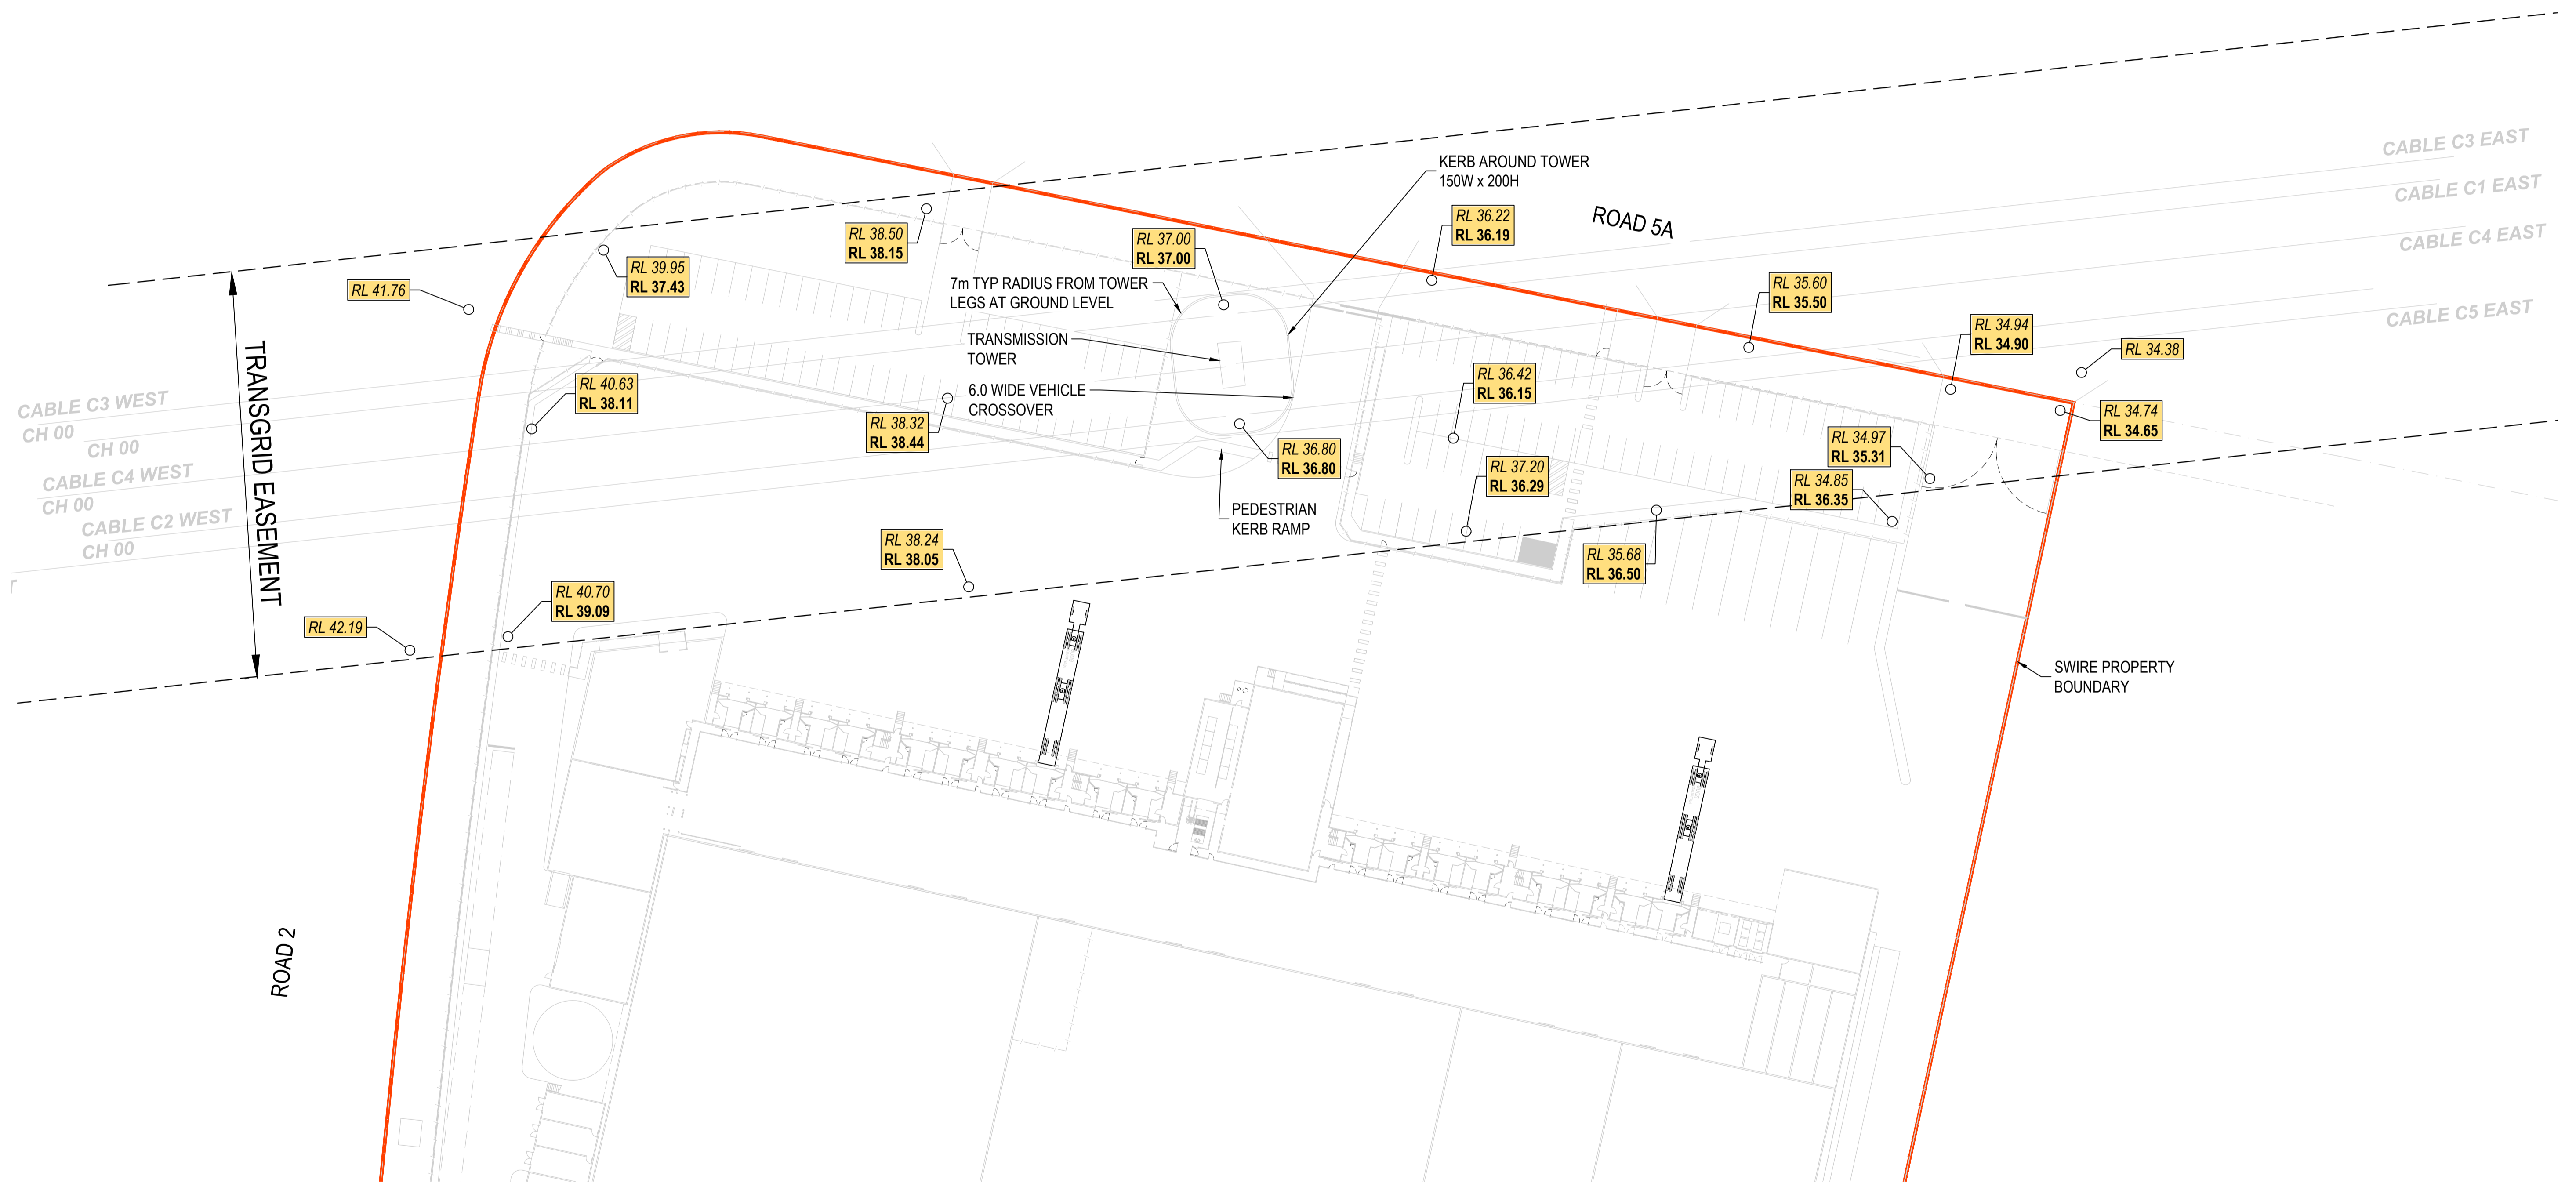 CABLE C3 EAST
KERB AROUND TOWER
150W x 200H
CABLE C1 EAST
ROAD 5A
RL 36.22
RL 36.19
RL 38.50
RL 38.15
RL 37.00
RL 37.00
CABLE C4 EAST
RL 39.95
RL 37.43
RL 41.76
7m TYP RADIUS FROM TOWER
LEGS AT GROUND LEVEL
RL 35.60
RL 35.50
CABLE C5 EAST
RL 34.94
RL 34.90
RL 34.38
TRANSMISSION
TOWER
TRANSGRID EASEMENT
RL 40.63
RL 38.11
6.0 WIDE VEHICLE
CROSSOVER
RL 36.42
RL 36.15
CABLE C3 WEST
CH 00
CH 00
RL 38.32
RL 38.44
RL 34.74
RL 34.65
RL 36.80
RL 36.80
RL 34.97
RL 35.31
RL 37.20
RL 36.29
RL 34.85
RL 36.35
CABLE C4 WEST
CH 00
CABLE C2 WEST
CH 00
PEDESTRIAN
KERB RAMP
RL 38.24
RL 38.05
RL 35.68
RL 36.50
RL 40.70
RL 39.09
RL 42.19
SWIRE PROPERTY
BOUNDARY
ROAD 2